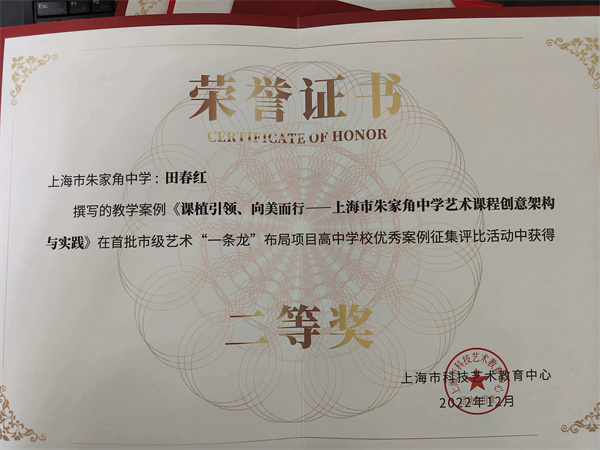 荣誉证书
CERTIFICATE OF HONOR
上海市朱家角中学：田春红
撰写的教学案例《课植引领、向美而行——上海市朱家角中学艺术课程创意架构
与实践》在首批市级艺术“一条龙”布局项目高中学校优秀案例征集评比活动中获得
二等奖
上海市科技艺术教育中心
2022年12月